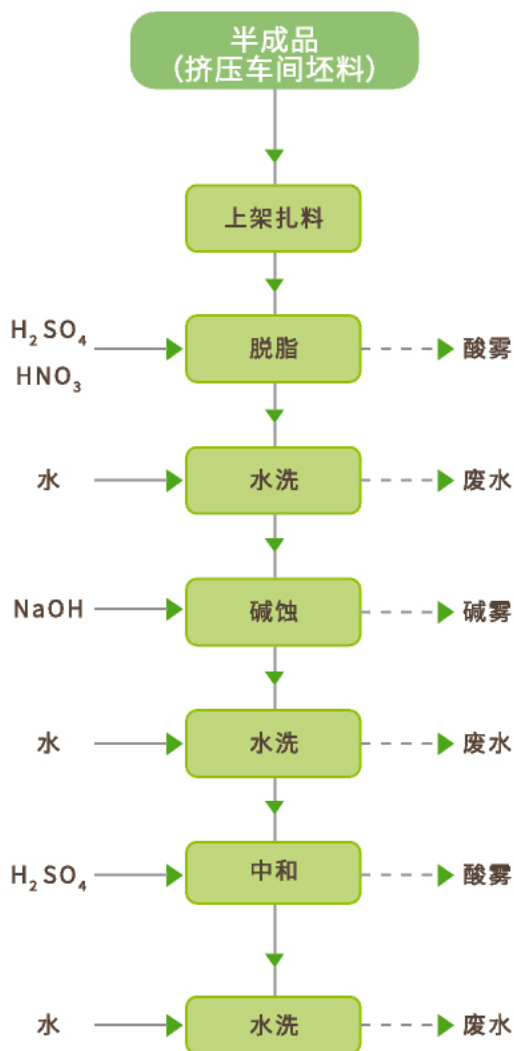 半成品
（挤压车间坯料）
上架扎料
H₂SO₄
HNO₃
脱脂
酸雾
水
水洗
废水
NaOH
碱蚀
碱雾
水
水洗
废水
H₂SO₄
中和
酸雾
水
水洗
废水